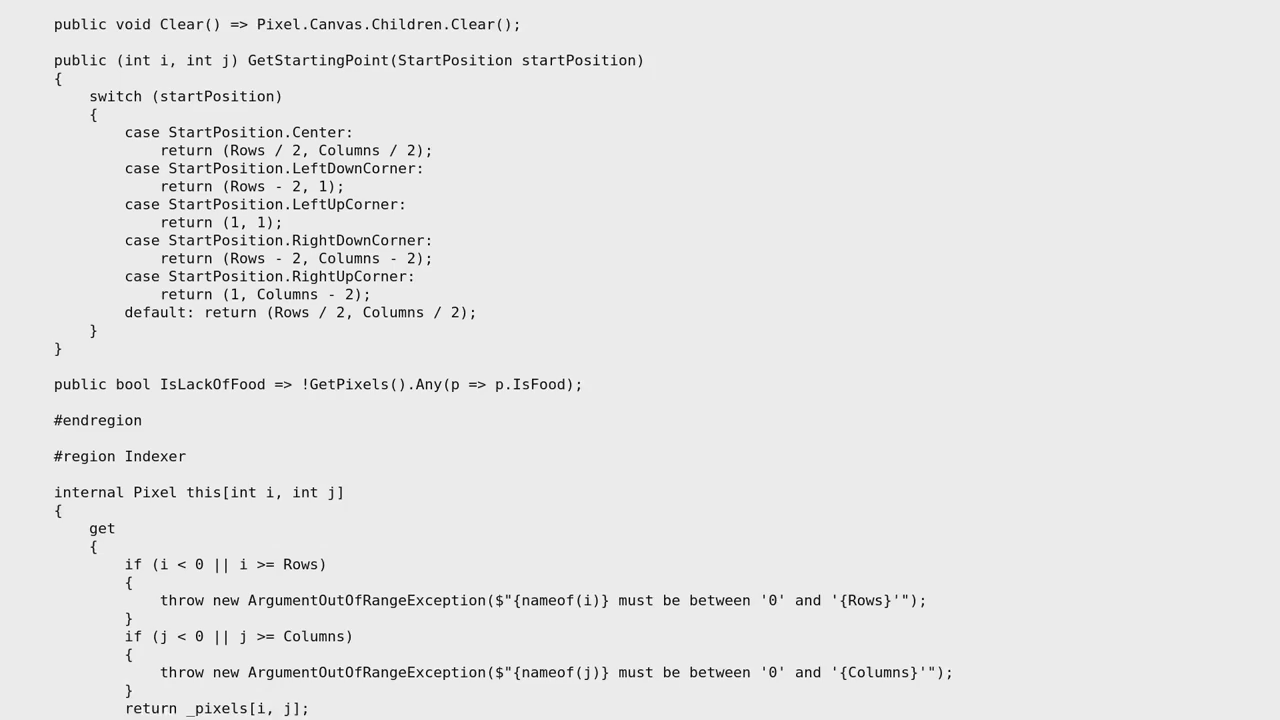 public void Clear() => Pixel.Canvas.Children.Clear();
public (int i, int j) GetStartingPoint(StartPosition startPosition)
{
switch (startPosition)
{
case StartPosition.Center:
return (Rows / 2, Columns / 2);
case StartPosition.LeftDownCorner:
return (Rows - 2, 1);
case StartPosition.LeftUpCorner:
return (1, 1);
case StartPosition.RightDownCorner:
return (Rows - 2, Columns - 2);
case StartPosition.RightUpCorner:
return (1, Columns - 2);
default: return (Rows / 2, Columns / 2);
}
}
public bool IsLackOfFood => !GetPixels().Any(p => p.IsFood);
#endregion
#region Indexer
internal Pixel this[int i, int j]
{
get
{
if (i < 0 || i >= Rows)
{
throw new ArgumentOutOfRangeException($"{nameof(i)} must be between '0' and '{Rows}'");
}
if (j < 0 || j >= Columns)
{
throw new ArgumentOutOfRangeException($"{nameof(j)} must be between '0' and '{Columns}'");
}
return _pixels[i, j];